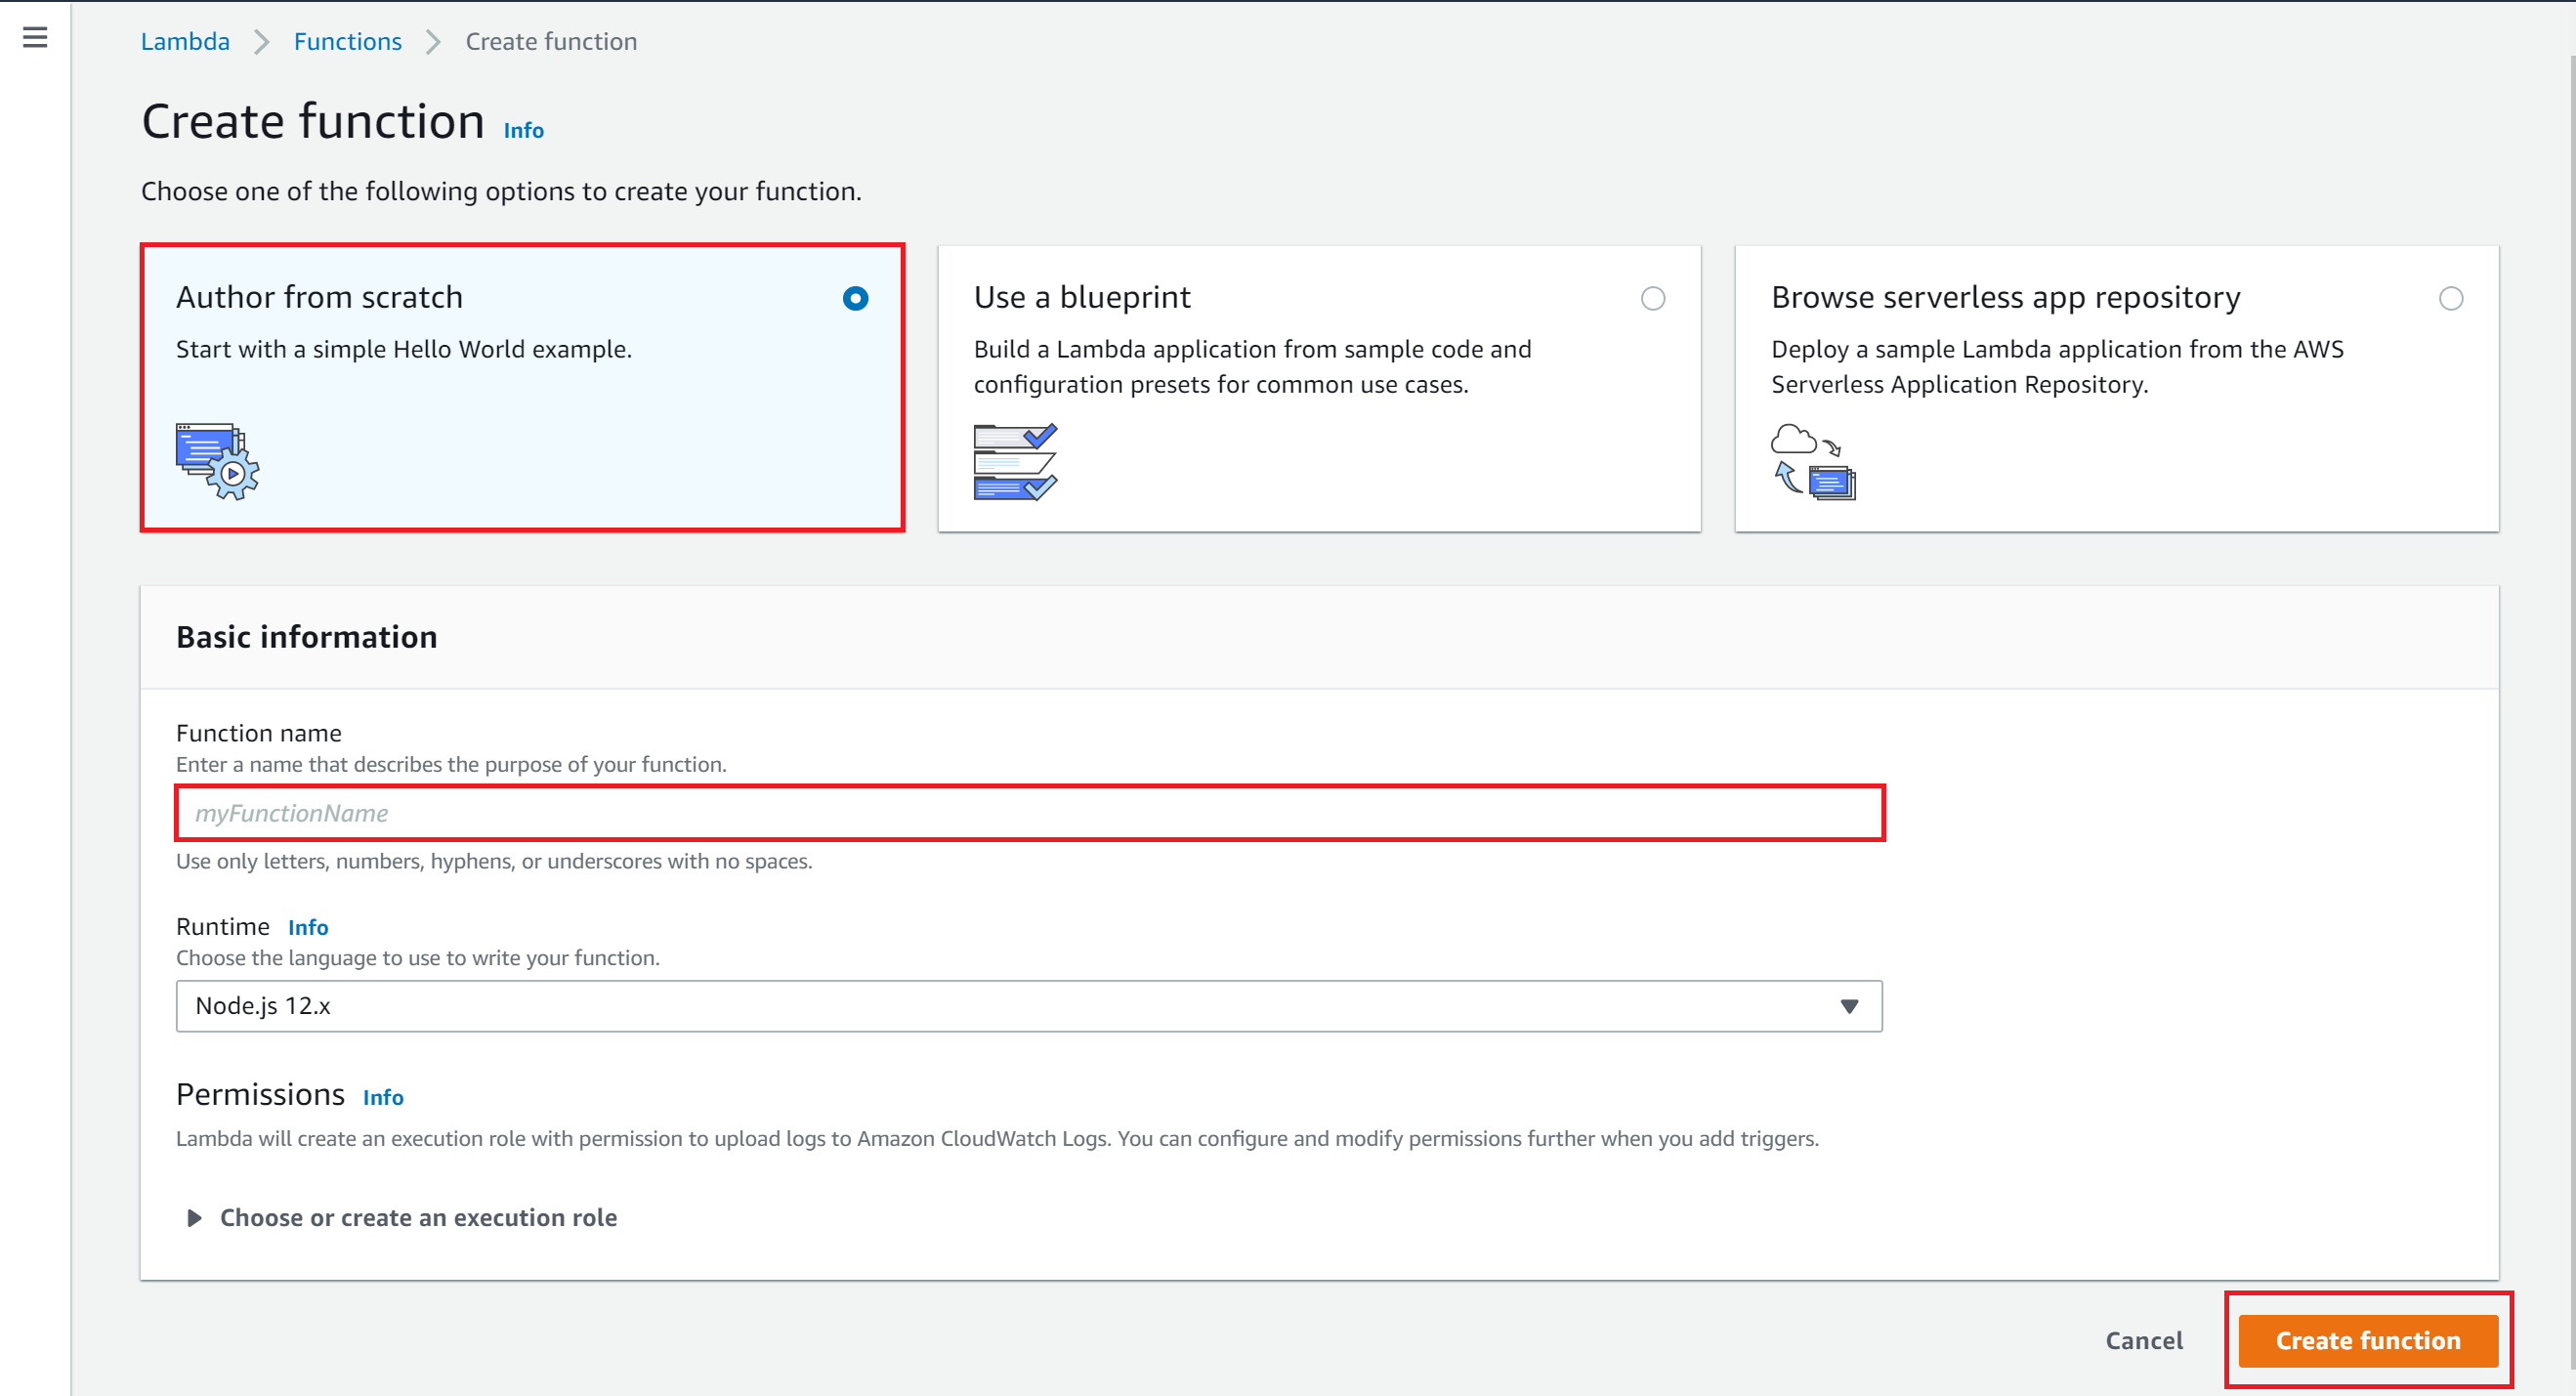 Lambda Functions Create function
Create function Info
Choose one of the following options to create your function.
Author from scratch
Start with a simple Hello World example.
Use a blueprint
Build a Lambda application from sample code and
configuration presets for common use cases.
Browse serverless app repository
Deploy a sample Lambda application from the AWS
Serverless Application Repository.
Basic information
Function name
Enter a name that describes the purpose of your function.
myFunctionName
Use only letters, numbers, hyphens, or underscores with no spaces.
Runtime Info
Choose the language to use to write your function.
Node.js 12.x
Permissions Info
Lambda will create an execution role with permission to upload logs to Amazon CloudWatch Logs. You can configure and modify permissions further when you add triggers.
Choose or create an execution role
Cancel Create function